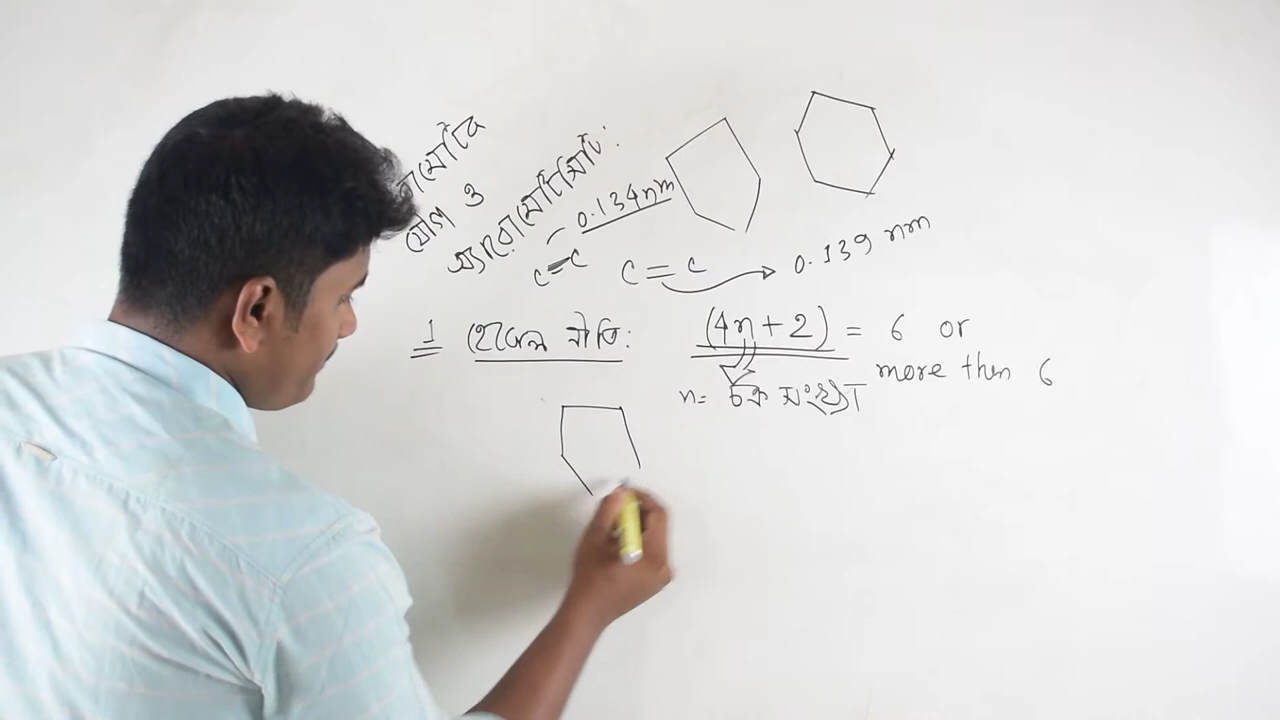 যৌগ ও
অ্যারোমেটিসিটি:
0.134nm
C=C
C=C → 0.139 nm
1 হেকেল নীতি: (4n+2) = 6 or
more then 6
n= চক্র সংখ্যা